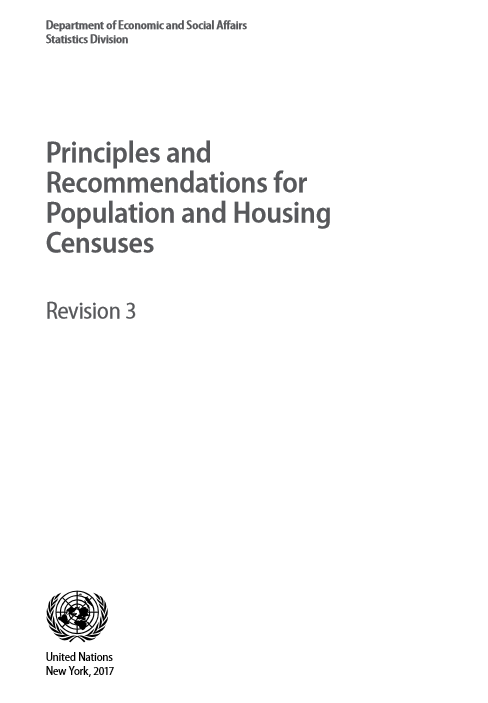 Department of Economic and Social Affairs
Statistics Division
Principles and
Recommendations for
Population and Housing
Censuses
Revision 3
United Nations
New York, 2017